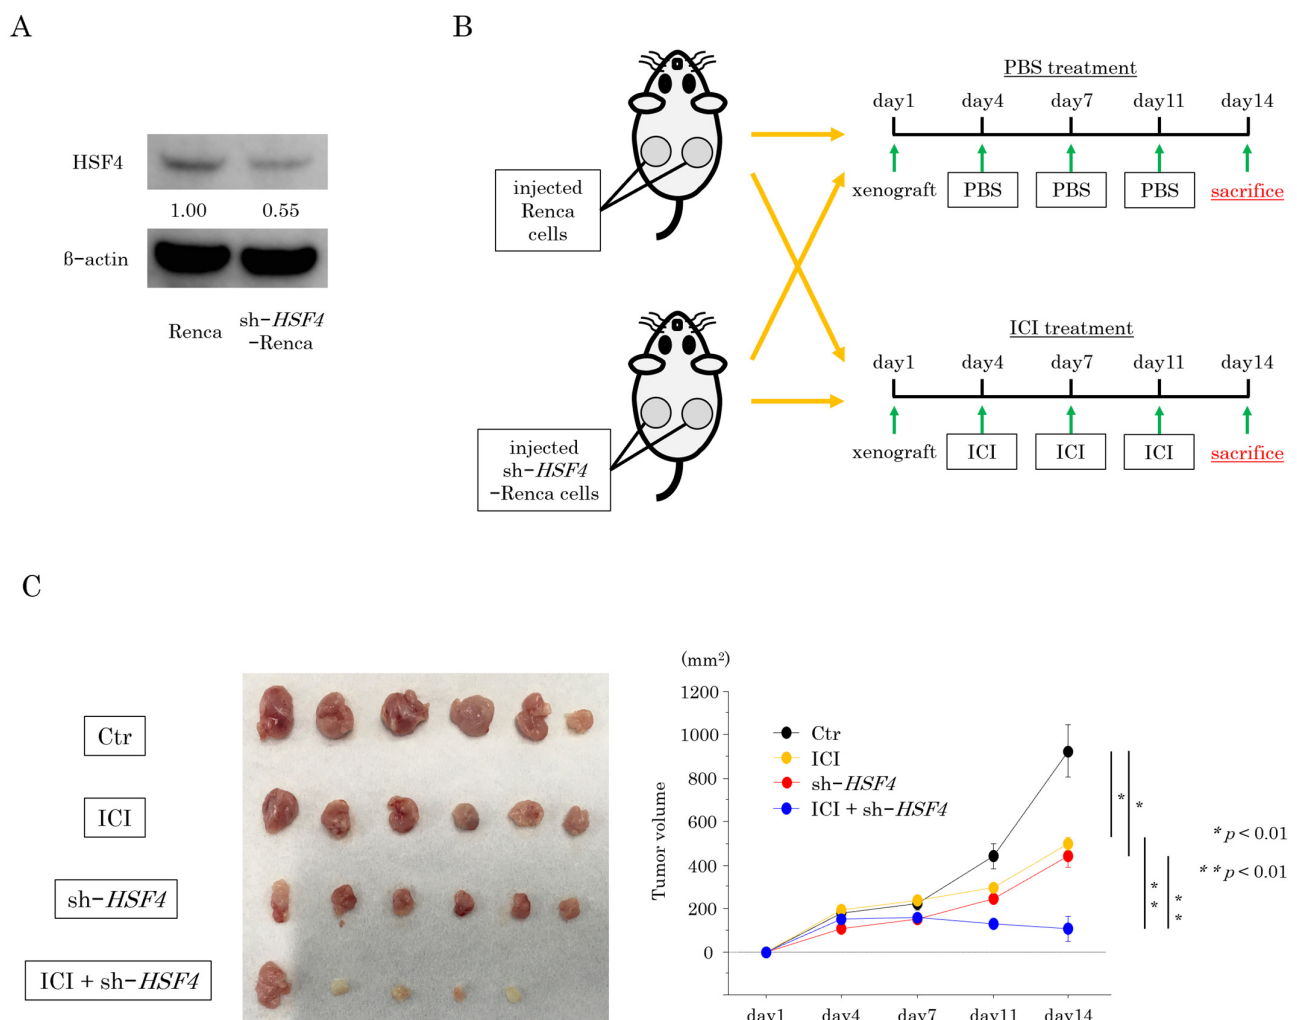 A
HSF4
1.00 0.55
β-actin
Renca
sh-HSF4
-Renca
B
injected
Renca
cells
injected
sh-HSF4
-Renca cells
PBS treatment
day1 day4 day7 day11 day14
xenograft PBS PBS PBS sacrifice
ICI treatment
day1 day4 day7 day11 day14
xenograft ICI ICI ICI sacrifice
C
Ctr
ICI
sh-HSF4
ICI + sh-HSF4
(mm²)
Tumor volume
1200
1000
800
600
400
200
0
Ctr
ICI
sh-HSF4
ICI + sh-HSF4
* *
* * * *
* p < 0.01
* * p < 0.01
day1 day4 day7 day11 day14